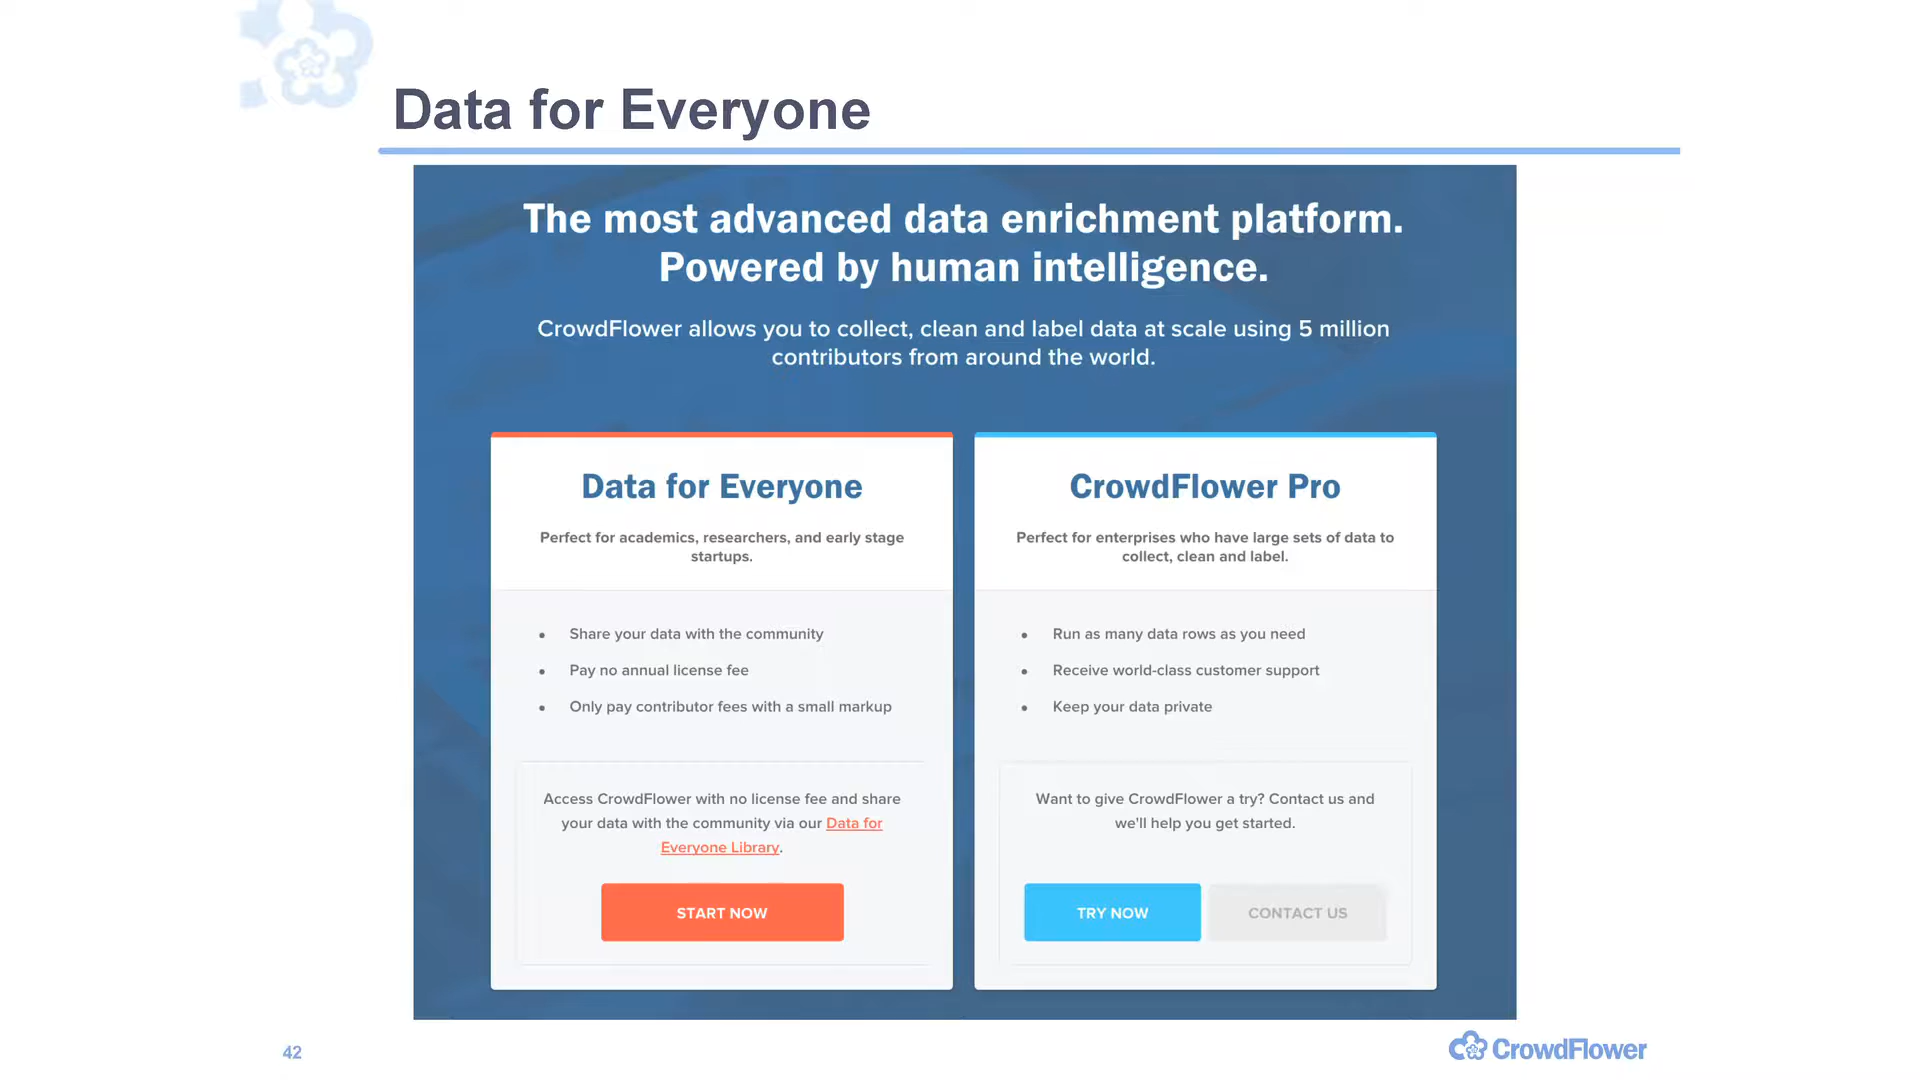 Data for Everyone
The most advanced data enrichment platform.
Powered by human intelligence.
CrowdFlower allows you to collect, clean and label data at scale using 5 million
contributors from around the world.
Data for Everyone
Perfect for academics, researchers, and early stage
startups.
• Share your data with the community
• Pay no annual license fee
• Only pay contributor fees with a small markup
Access CrowdFlower with no license fee and share
your data with the community via our Data for
Everyone Library.
START NOW
CrowdFlower Pro
Perfect for enterprises who have large sets of data to
collect, clean and label.
• Run as many data rows as you need
• Receive world-class customer support
• Keep your data private
Want to give CrowdFlower a try? Contact us and
we'll help you get started.
TRY NOW
CONTACT US
42
CrowdFlower